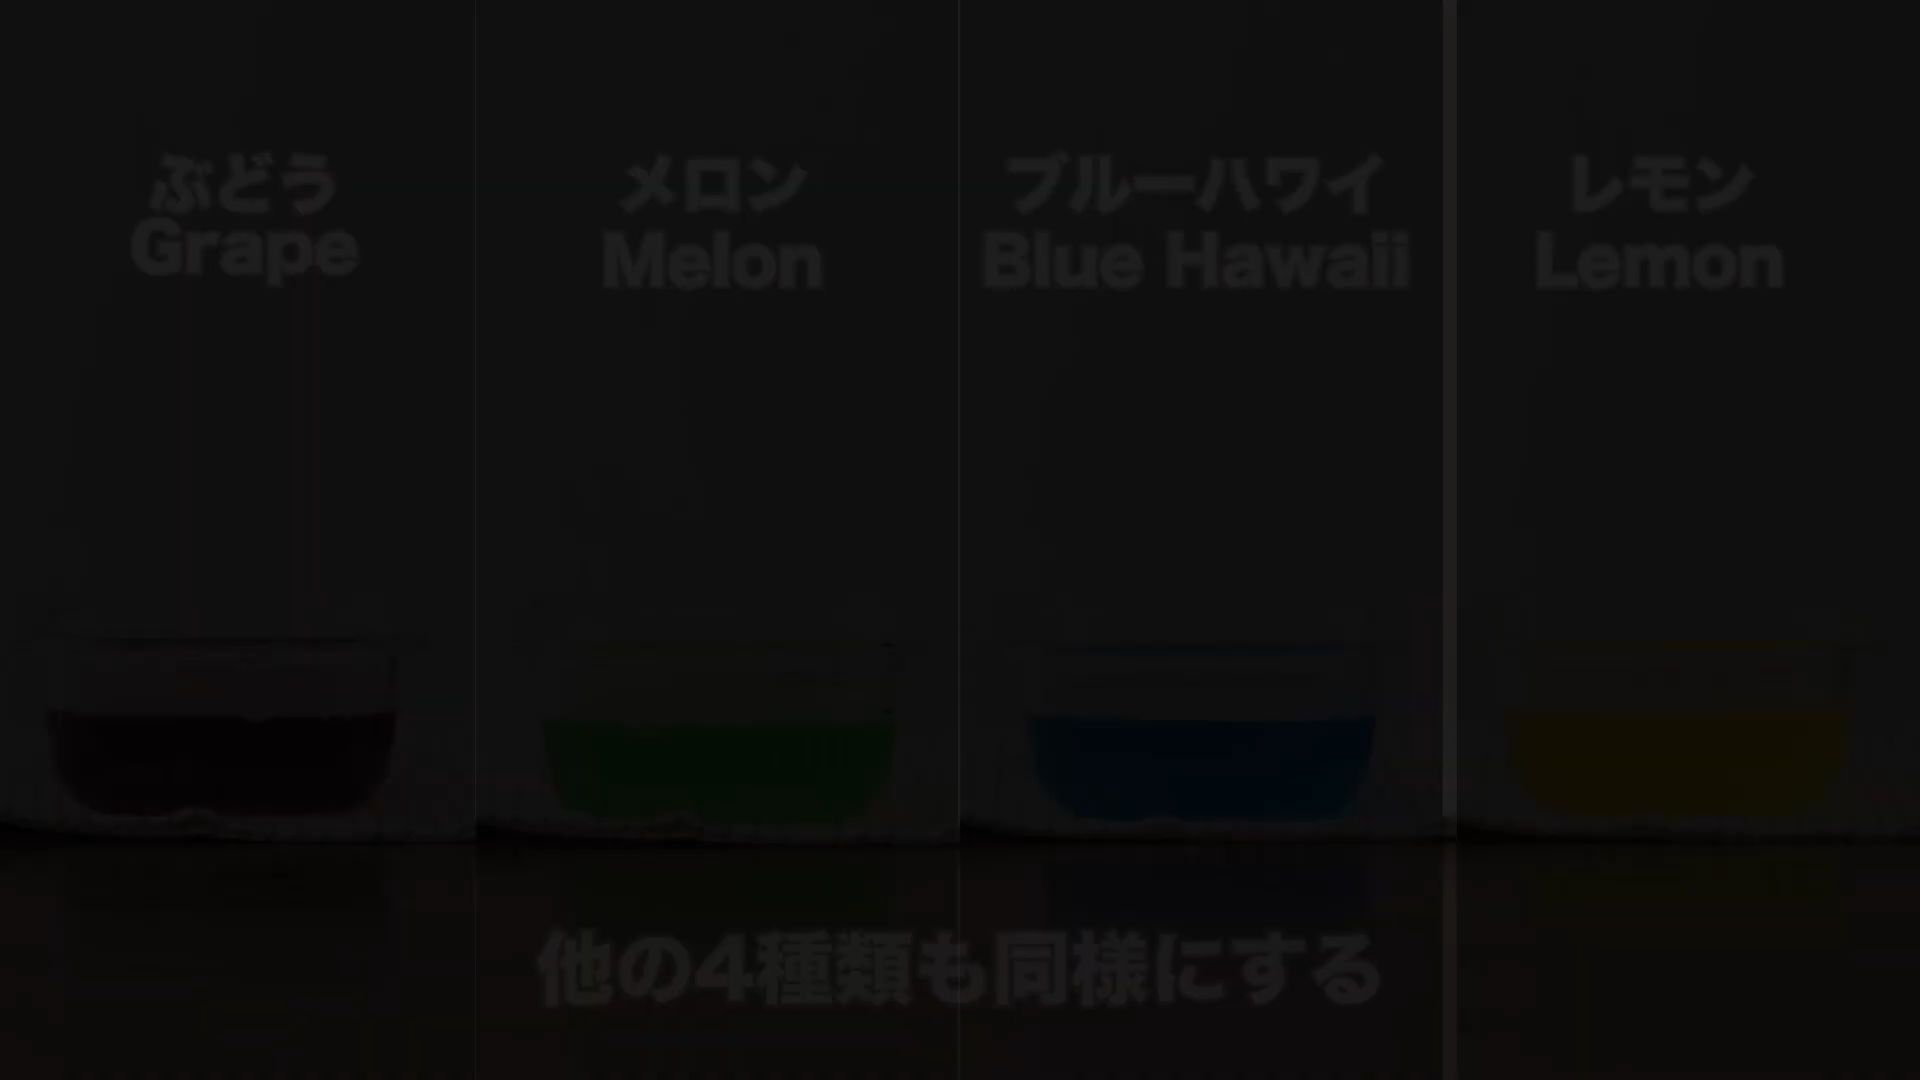 ぶどう
Grape
メロン
Melon
ブルーハワイ
Blue Hawaii
レモン
Lemon
他の4種類も同様にする